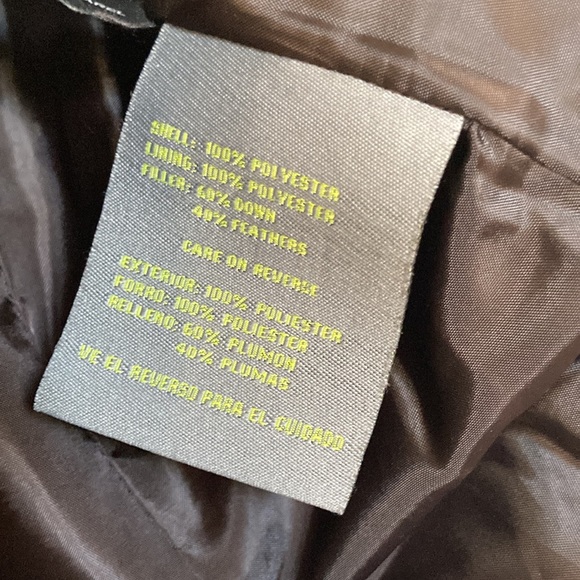 SHELL: 100% POLYESTER
LINING: 100% POLYESTER
FILLER: 60% DOWN
40% FEATHERS
CARE ON REVERSE
EXTERIOR: 100% POLIESTER
FORRO: 100% POLIESTER
RELLENO: 60% PLUMON
40% PLUMAS
VE EL REVERSO PARA EL CUIDADO